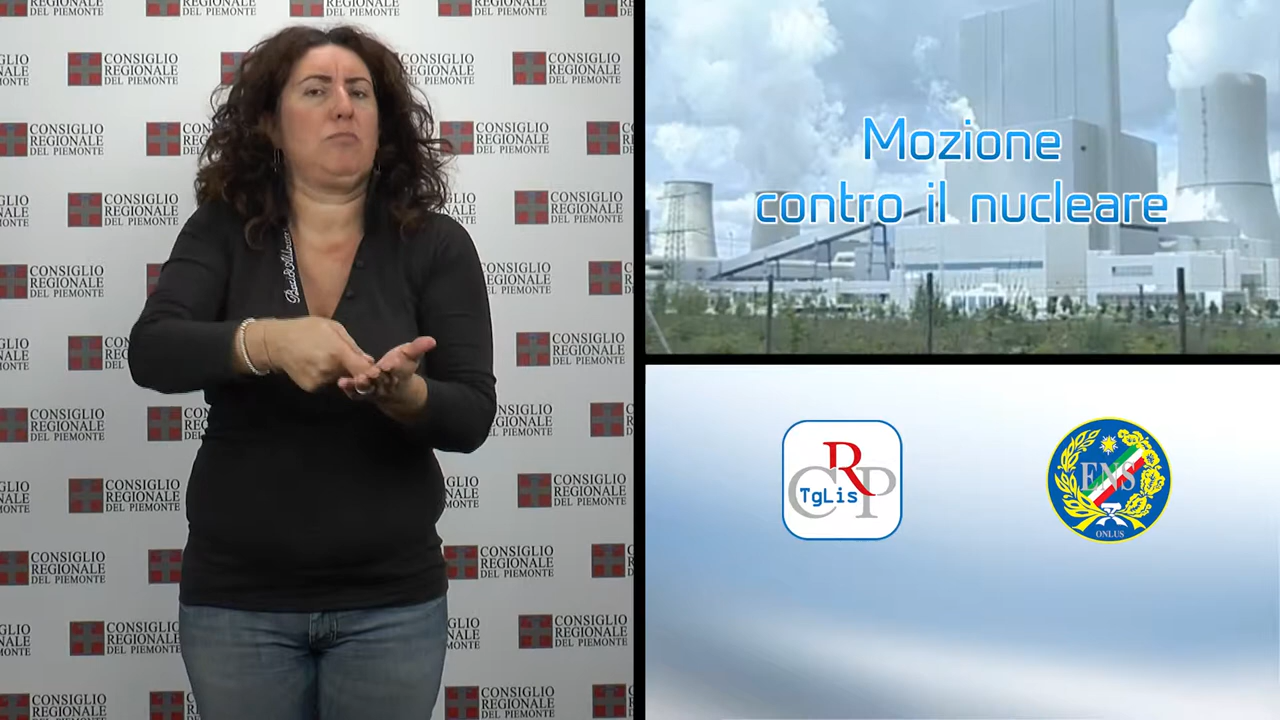 CONSIGLIO
REGIONALE
DEL PIEMONTE
Mozione
contro il nucleare
CRP
TgLis
ENS
ONLUS